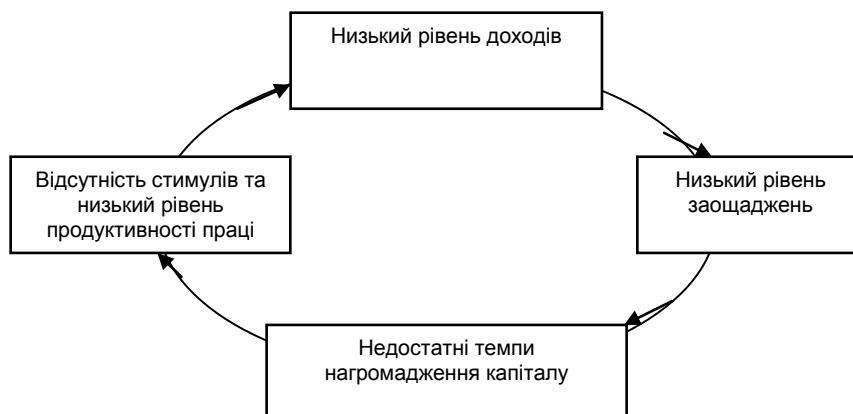 Низький рівень доходів
Відсутність стимулів та
низький рівень
продуктивності праці
Низький рівень
заощаджень
Недостатні темпи
нагромадження капіталу